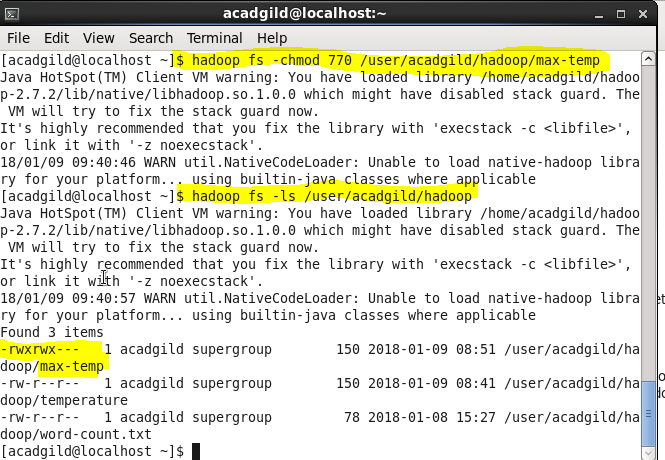 acadgild@localhost:~
File Edit View Search Terminal Help
[acadgild@localhost ~]$ hadoop fs -chmod 770 /user/acadgild/hadoop/max-temp
Java HotSpot(TM) Client VM warning: You have loaded library /home/acadgild/hadoo
p-2.7.2/lib/native/libhadoop.so.1.0.0 which might have disabled stack guard. The
 VM will try to fix the stack guard now.
It's highly recommended that you fix the library with 'execstack -c <libfile>',
or link it with '-z noexecstack'.
18/01/09 09:40:46 WARN util.NativeCodeLoader: Unable to load native-hadoop libra
ry for your platform... using builtin-java classes where applicable
[acadgild@localhost ~]$ hadoop fs -ls /user/acadgild/hadoop
Java HotSpot(TM) Client VM warning: You have loaded library /home/acadgild/hadoo
p-2.7.2/lib/native/libhadoop.so.1.0.0 which might have disabled stack guard. The
 VM will try to fix the stack guard now.
It's highly recommended that you fix the library with 'execstack -c <libfile>',
or link it with '-z noexecstack'.
18/01/09 09:40:57 WARN util.NativeCodeLoader: Unable to load native-hadoop libra
ry for your platform... using builtin-java classes where applicable
Found 3 items
-rwxrwx---   1 acadgild supergroup        150 2018-01-09 08:51 /user/acadgild/ha
doop/max-temp
-rw-r--r--   1 acadgild supergroup        150 2018-01-09 08:41 /user/acadgild/ha
doop/temperature
-rw-r--r--   1 acadgild supergroup         78 2018-01-08 15:27 /user/acadgild/ha
doop/word-count.txt
[acadgild@localhost ~]$